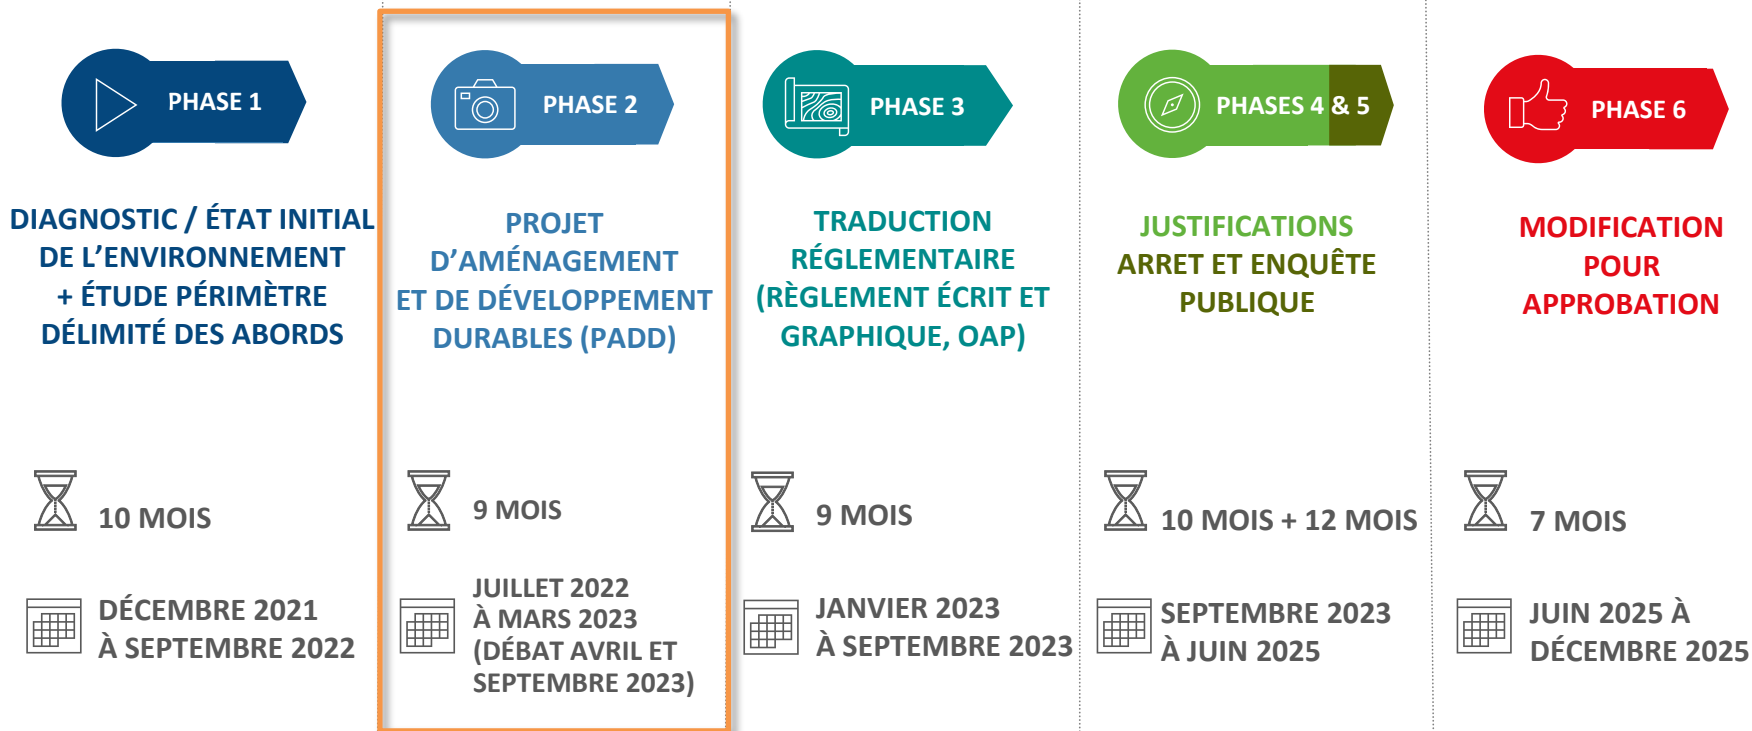 PHASE 1
DIAGNOSTIC / ÉTAT INITIAL
DE L'ENVIRONNEMENT
+ ÉTUDE PÉRIMÈTRE
DÉLIMITÉ DES ABORDS
10 MOIS
DÉCEMBRE 2021
À SEPTEMBRE 2022
PHASE 2
PROJET
D'AMÉNAGEMENT
ET DE DÉVELOPPEMENT
DURABLES (PADD)
9 MOIS
JUILLET 2022
À MARS 2023
(DÉBAT AVRIL ET
SEPTEMBRE 2023)
PHASE 3
TRADUCTION
RÉGLEMENTAIRE
(RÈGLEMENT ÉCRIT ET
GRAPHIQUE, OAP)
9 MOIS
JANVIER 2023
À SEPTEMBRE 2023
PHASES 4 & 5
JUSTIFICATIONS
ARRET ET ENQUÊTE
PUBLIQUE
10 MOIS + 12 MOIS
SEPTEMBRE 2023
À JUIN 2025
PHASE 6
MODIFICATION
POUR
APPROBATION
7 MOIS
JUIN 2025 À
DÉCEMBRE 2025